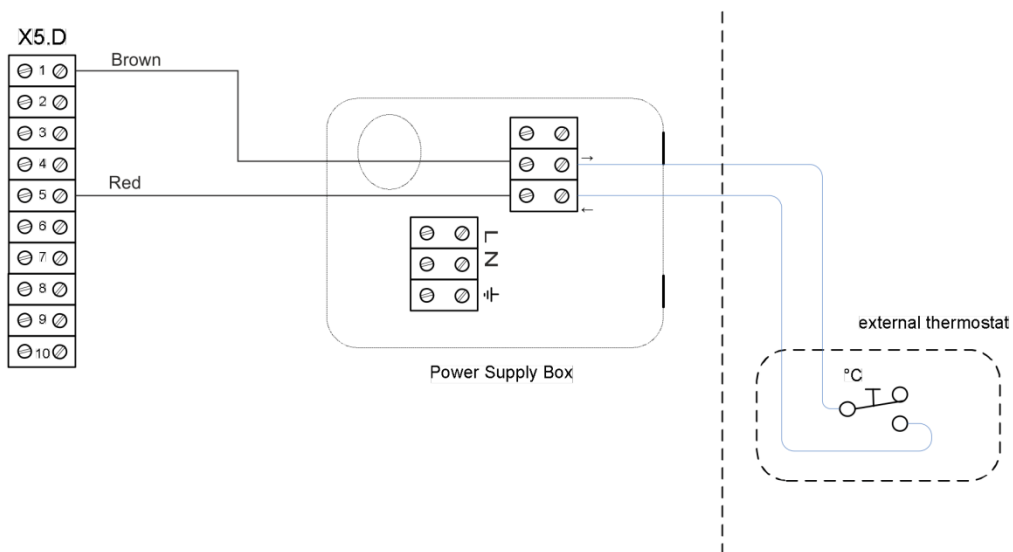 X5.D
1
Brown
2
3
4
→
5
Red
←
6
L
7
N
8
9
10
external thermostat
Power Supply Box
°C